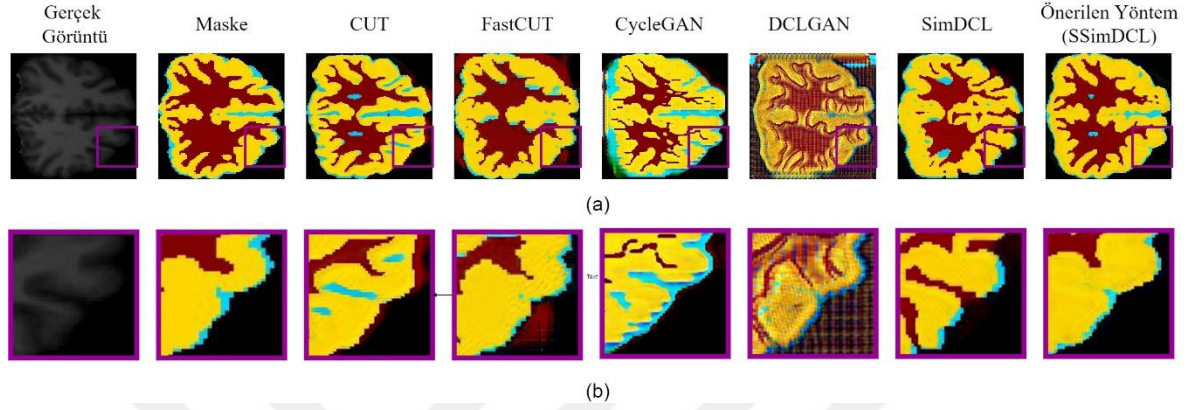 Gerçek
Görüntü
Maske
CUT
FastCUT
CycleGAN
DCLGAN
SimDCL
Önerilen Yöntem
(SSimDCL)
(a)
Text
(b)